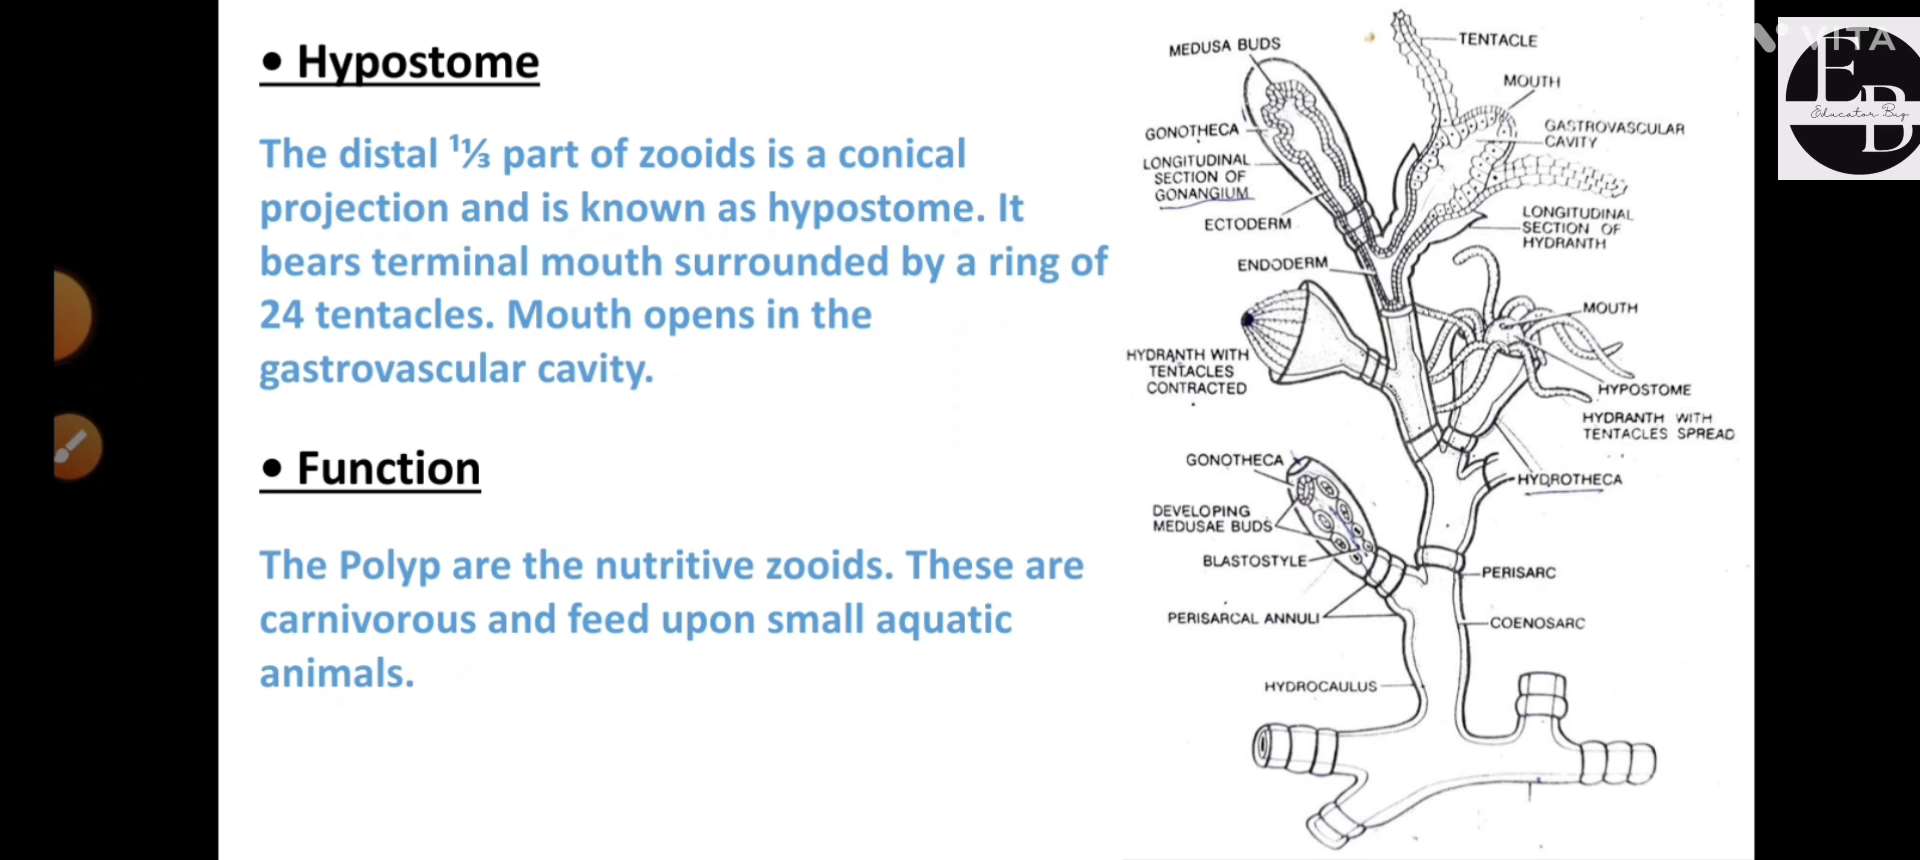 • Hypostome
The distal ¹⅓ part of zooids is a conical
projection and is known as hypostome. It
bears terminal mouth surrounded by a ring of
24 tentacles. Mouth opens in the
gastrovascular cavity.
• Function
The Polyp are the nutritive zooids. These are
carnivorous and feed upon small aquatic
animals.
MEDUSA BUDS
TENTACLE
MOUTH
GONOTHECA
GASTROVASCULAR
CAVITY
LONGITUDINAL
SECTION OF
GONANGIUM
ECTODERM
LONGITUDINAL
SECTION OF
HYDRANTH
ENDODERM
MOUTH
HYDRANTH WITH
TENTACLES
CONTRACTED
HYPOSTOME
HYDRANTH WITH
TENTACLES SPREAD
GONOTHECA
HYDROTHECA
DEVELOPING
MEDUSAE BUDS
BLASTOSTYLE
PERISARC
PERISARCAL ANNULI
COENOSARC
HYDROCAULUS
VITA
E
Educator Bug
B